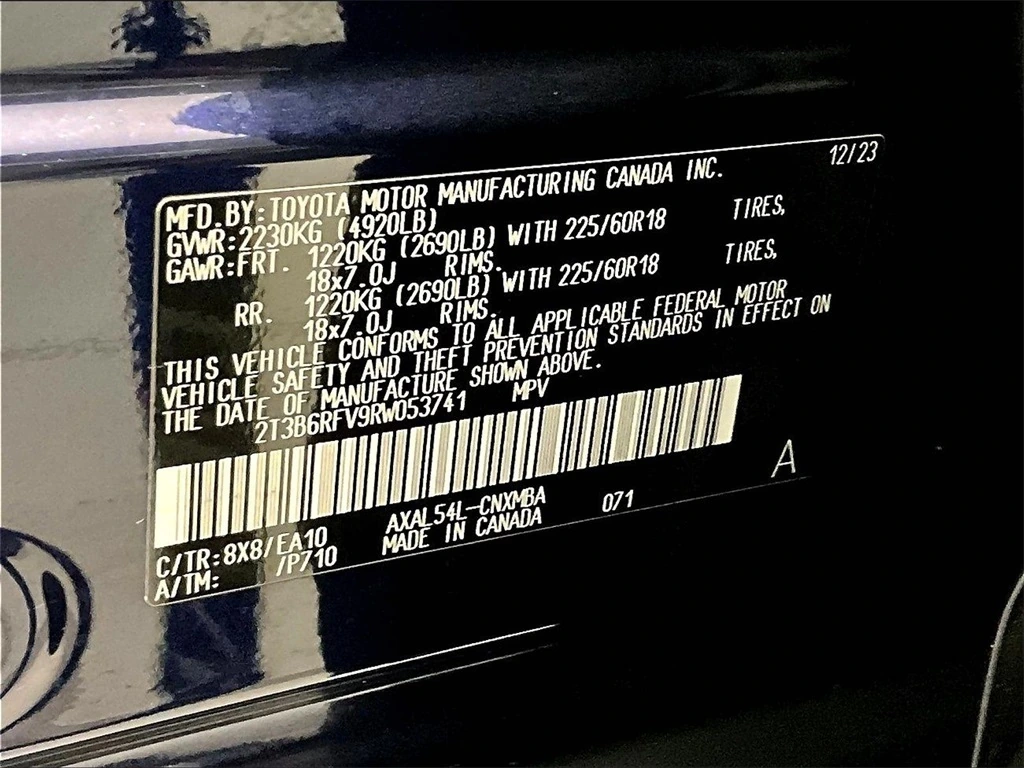 12/23
MFD. BY: TOYOTA MOTOR MANUFACTURING CANADA INC.
GVWR: 2230KG (4920LB)
GAWR: FRT. 1220KG (2690LB) WITH 225/60R18 TIRES,
18x7.0J RIMS.
RR. 1220KG (2690LB) WITH 225/60R18 TIRES,
18x7.0J RIMS.
THIS VEHICLE CONFORMS TO ALL APPLICABLE FEDERAL MOTOR
VEHICLE SAFETY AND THEFT PREVENTION STANDARDS IN EFFECT ON
THE DATE OF MANUFACTURE SHOWN ABOVE.
2T3B6RFV9RW053741 MPV
A
C/TR: 8X8/EA10 AXAL54L-CNXMBA 071
A/TM: /P710 MADE IN CANADA